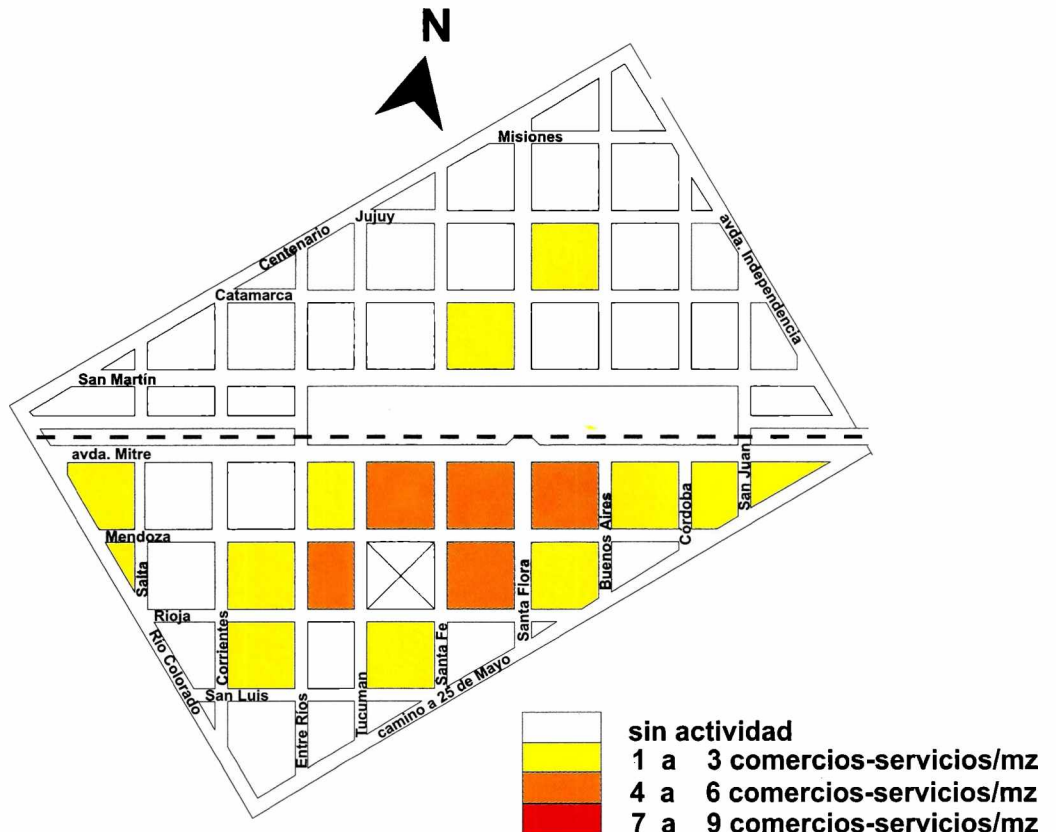 N
Misiones
Jujuy
Centenario
Catamarca
avda. Independencia
San Martín
avda. Mitre
San Juan
Cordoba
Buenos Aires
Mendoza
Salta
Santa Flora
Rioja
Corrientes
Santa Fe
Río Colorado
San Luis
Tucuman
Entre Ríos
camino a 25 de Mayo
sin actividad
1 a 3 comercios-servicios/mz
4 a 6 comercios-servicios/mz
7 a 9 comercios-servicios/mz